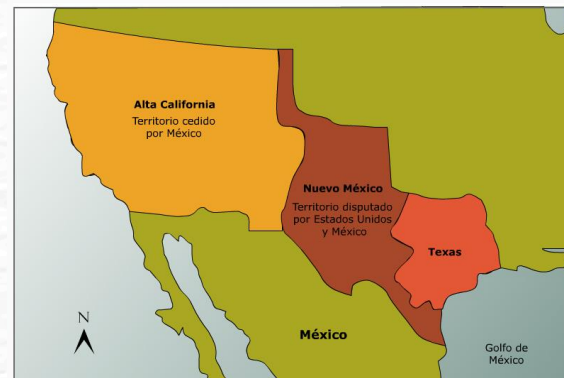 Alta California
Territorio cedido
por México
Nuevo México
Territorio disputado
por Estados Unidos
y México
Texas
México
Golfo de
México
N